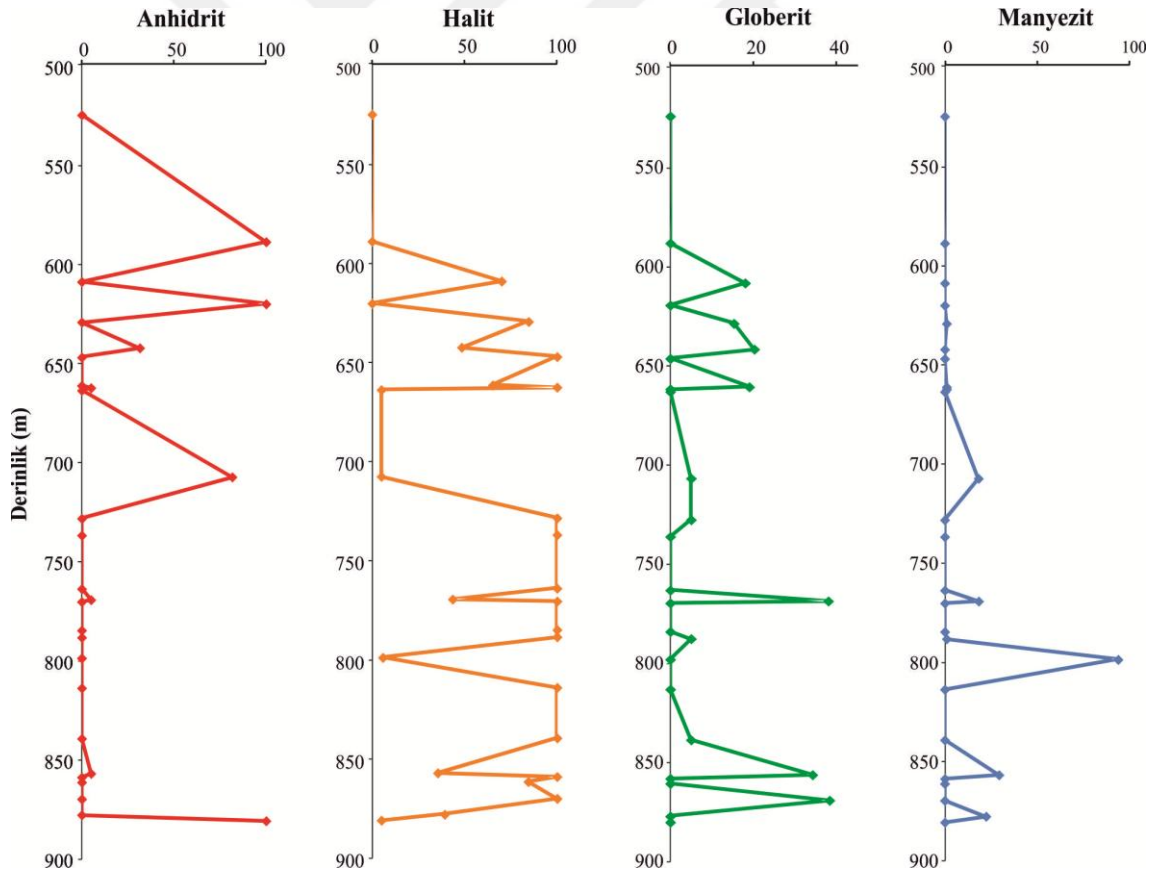 Anhidrit Halit Globerit Manyezit
0 50 100 0 50 100 0 20 40 0 50 100
500 500 500 500
550 550 550 550
600 600 600 600
650 650 650 650
700 700 700 700
750 750 750 750
800 800 800 800
850 850 850 850
900 900 900 900
Derinlik (m)